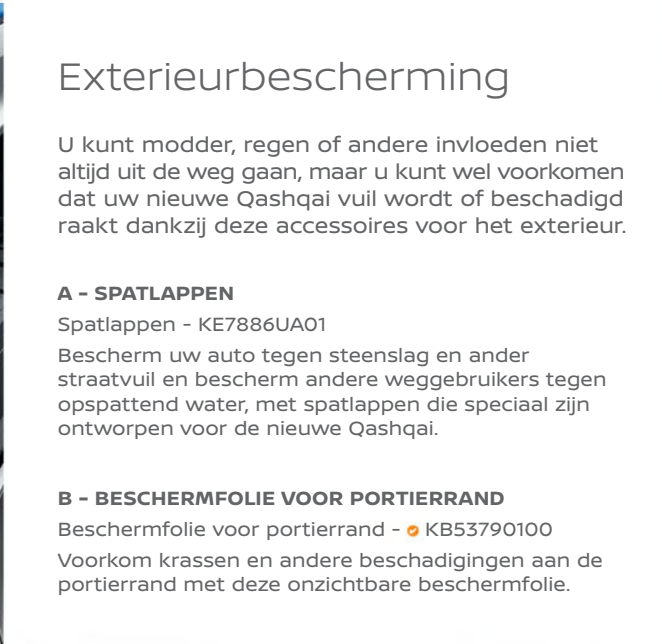 Exterieurbescherming
U kunt modder, regen of andere invloeden niet
altijd uit de weg gaan, maar u kunt wel voorkomen
dat uw nieuwe Qashqai vuil wordt of beschadigd
raakt dankzij deze accessoires voor het exterieur.
A - SPATLAPPEN
Spatlappen - KE7886UA01
Bescherm uw auto tegen steenslag en ander
straatvuil en bescherm andere weggebruikers tegen
opspattend water, met spatlappen die speciaal zijn
ontworpen voor de nieuwe Qashqai.
B - BESCHERMFOLIE VOOR PORTIERRAND
Beschermfolie voor portierrand - KB53790100
Voorkom krassen en andere beschadigingen aan de
portierrand met deze onzichtbare beschermfolie.